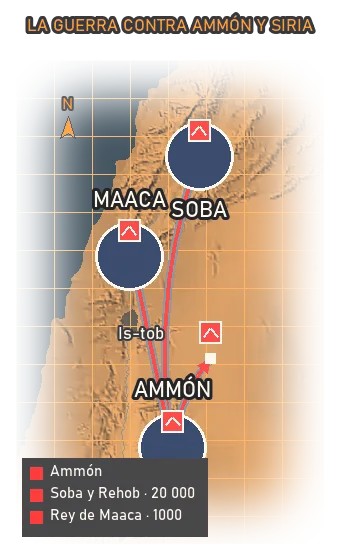 LA GUERRA CONTRA AMMÓN Y SIRIA
N
MAACA
SOBA
Is-tob
AMMÓN
Ammón
Soba y Rehob · 20 000
Rey de Maaca · 1000